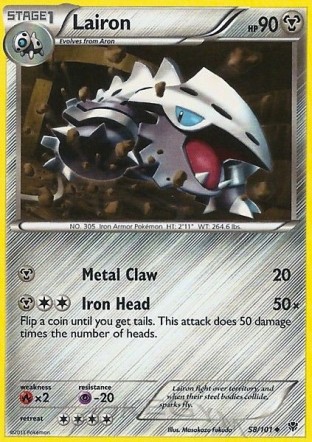 STAGE1
Lairon
HP90
Evolves from Aron
NO. 305 Iron Armor Pokémon HT: 2'11" WT: 264.6 lbs.
Metal Claw 20
Iron Head 50×
Flip a coin until you get tails. This attack does 50 damage
times the number of heads.
weakness
×2
resistance
-20
retreat
Lairon fight over territory, and
when their steel bodies collide,
sparks fly.
Illus. Masakazu Fukuda
58/101
©2013 Pokémon